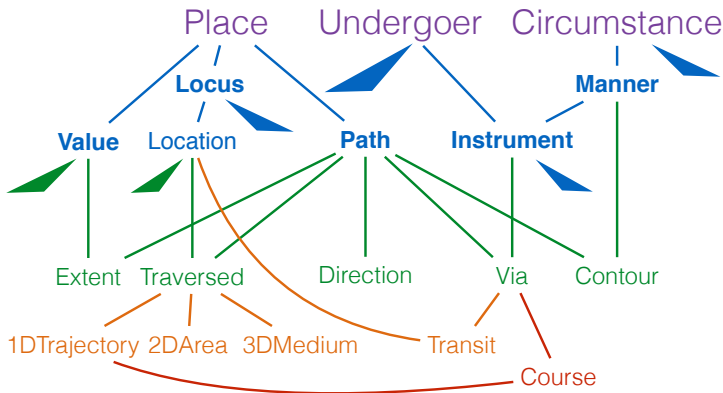 Place Undergoer Circumstance
Locus Manner
Value Location Path Instrument
Extent Traversed Direction Via Contour
1DTrajectory 2DArea 3DMedium Transit
Course